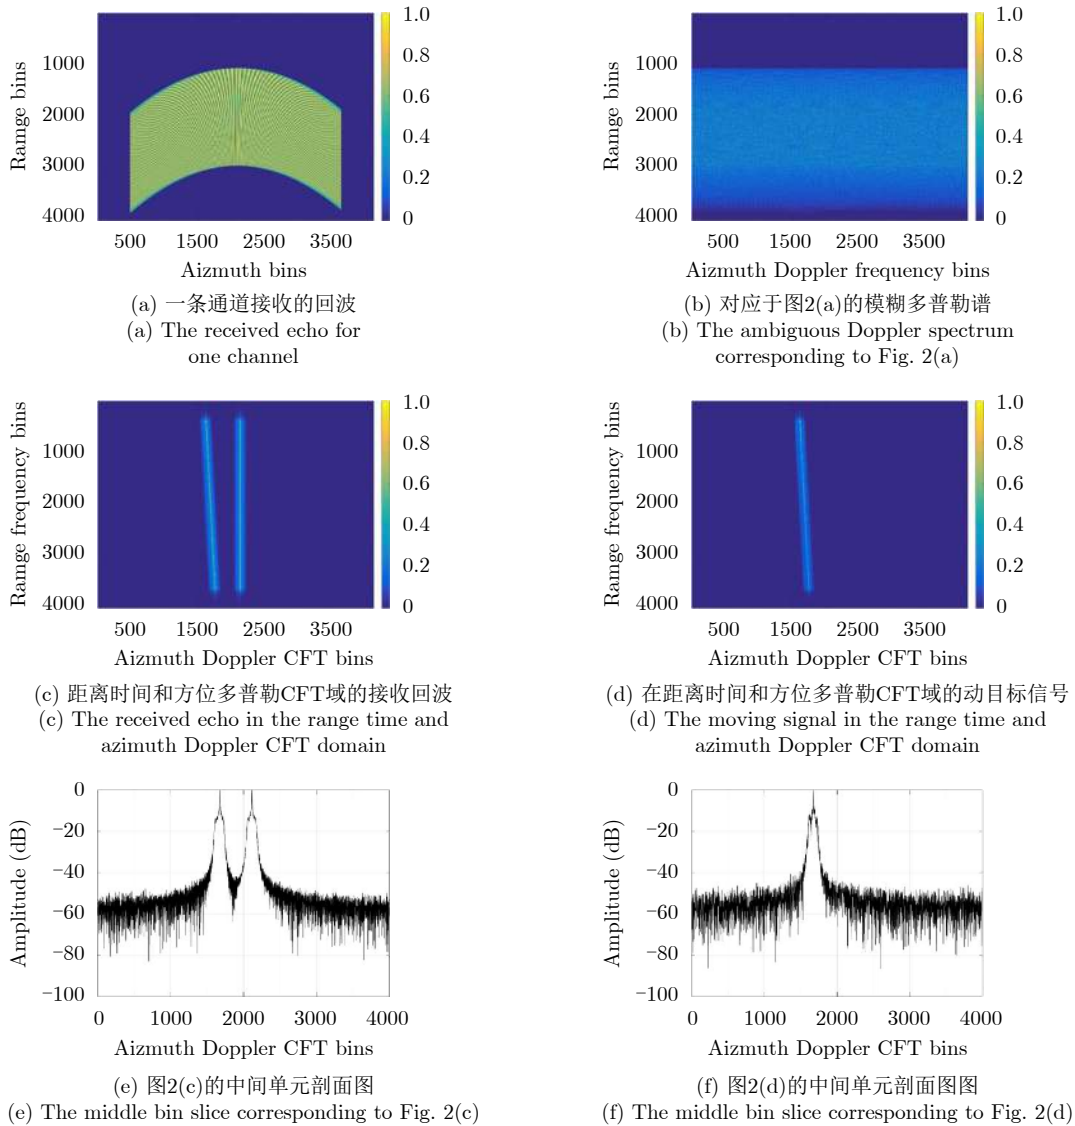 Ramge bins
1000
2000
3000
4000
500 1500 2500 3500
Aizmuth bins
1.0
0.8
0.6
0.4
0.2
0
(a) 一条通道接收的回波
(a) The received echo for
one channel
Ramge bins
1000
2000
3000
4000
500 1500 2500 3500
Aizmuth Doppler frequency bins
1.0
0.8
0.6
0.4
0.2
0
(b) 对应于图2(a)的模糊多普勒谱
(b) The ambiguous Doppler spectrum
corresponding to Fig. 2(a)
Ramge frequency bins
1000
2000
3000
4000
500 1500 2500 3500
Aizmuth Doppler CFT bins
1.0
0.8
0.6
0.4
0.2
0
(c) 距离时间和方位多普勒CFT域的接收回波
(c) The received echo in the range time and
azimuth Doppler CFT domain
Ramge frequency bins
1000
2000
3000
4000
500 1500 2500 3500
Aizmuth Doppler CFT bins
1.0
0.8
0.6
0.4
0.2
0
(d) 在距离时间和方位多普勒CFT域的动目标信号
(d) The moving signal in the range time and
azimuth Doppler CFT domain
Amplitude (dB)
0
−20
−40
−60
−80
−100
0 1000 2000 3000 4000
Aizmuth Doppler CFT bins
(e) 图2(c)的中间单元剖面图
(e) The middle bin slice corresponding to Fig. 2(c)
Amplitude (dB)
0
−20
−40
−60
−80
−100
0 1000 2000 3000 4000
Aizmuth Doppler CFT bins
(f) 图2(d)的中间单元剖面图图
(f) The middle bin slice corresponding to Fig. 2(d)